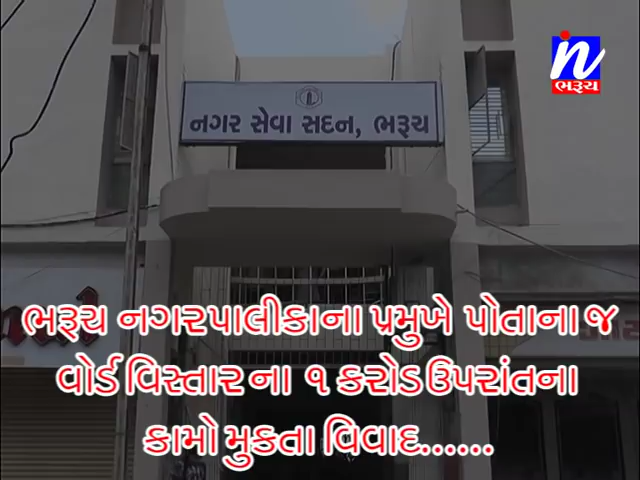 n
ભરૂચ
નગર સેવા સદન, ભરૂચ
ભરૂચ નગરપાલીકાના પ્રમુખે પોતાના જ
વોર્ડ વિસ્તાર ના ૧ કરોડ ઉપરાંતના
કામો મુકતા વિવાદ......